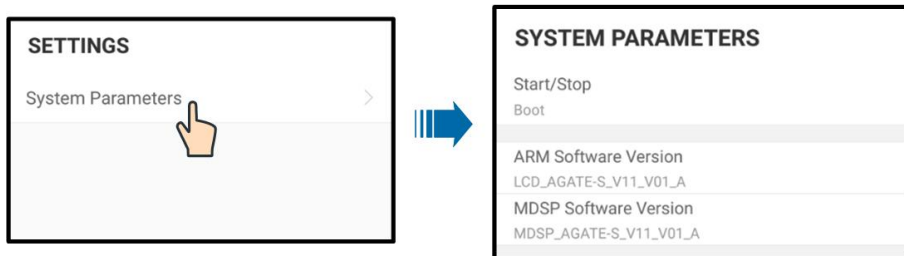 SETTINGS
System Parameters
SYSTEM PARAMETERS
Start/Stop
Boot
ARM Software Version
LCD_AGATE-S_V11_V01_A
MDSP Software Version
MDSP_AGATE-S_V11_V01_A